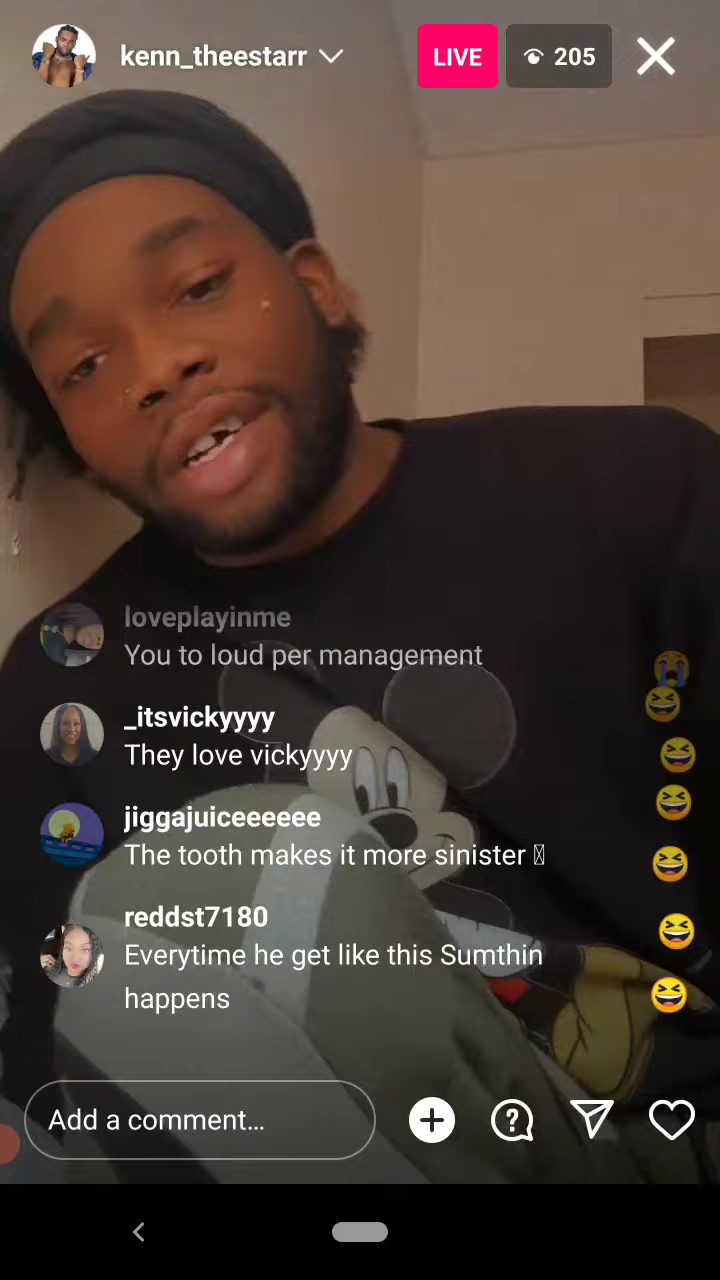 kenn_theestarr
LIVE
205
loveplayinme
You to loud per management
_itsvickyyyy
They love vickyyyy
jiggajuiceeeeee
The tooth makes it more sinister
reddst7180
Everytime he get like this Sumthin
happens
Add a comment...